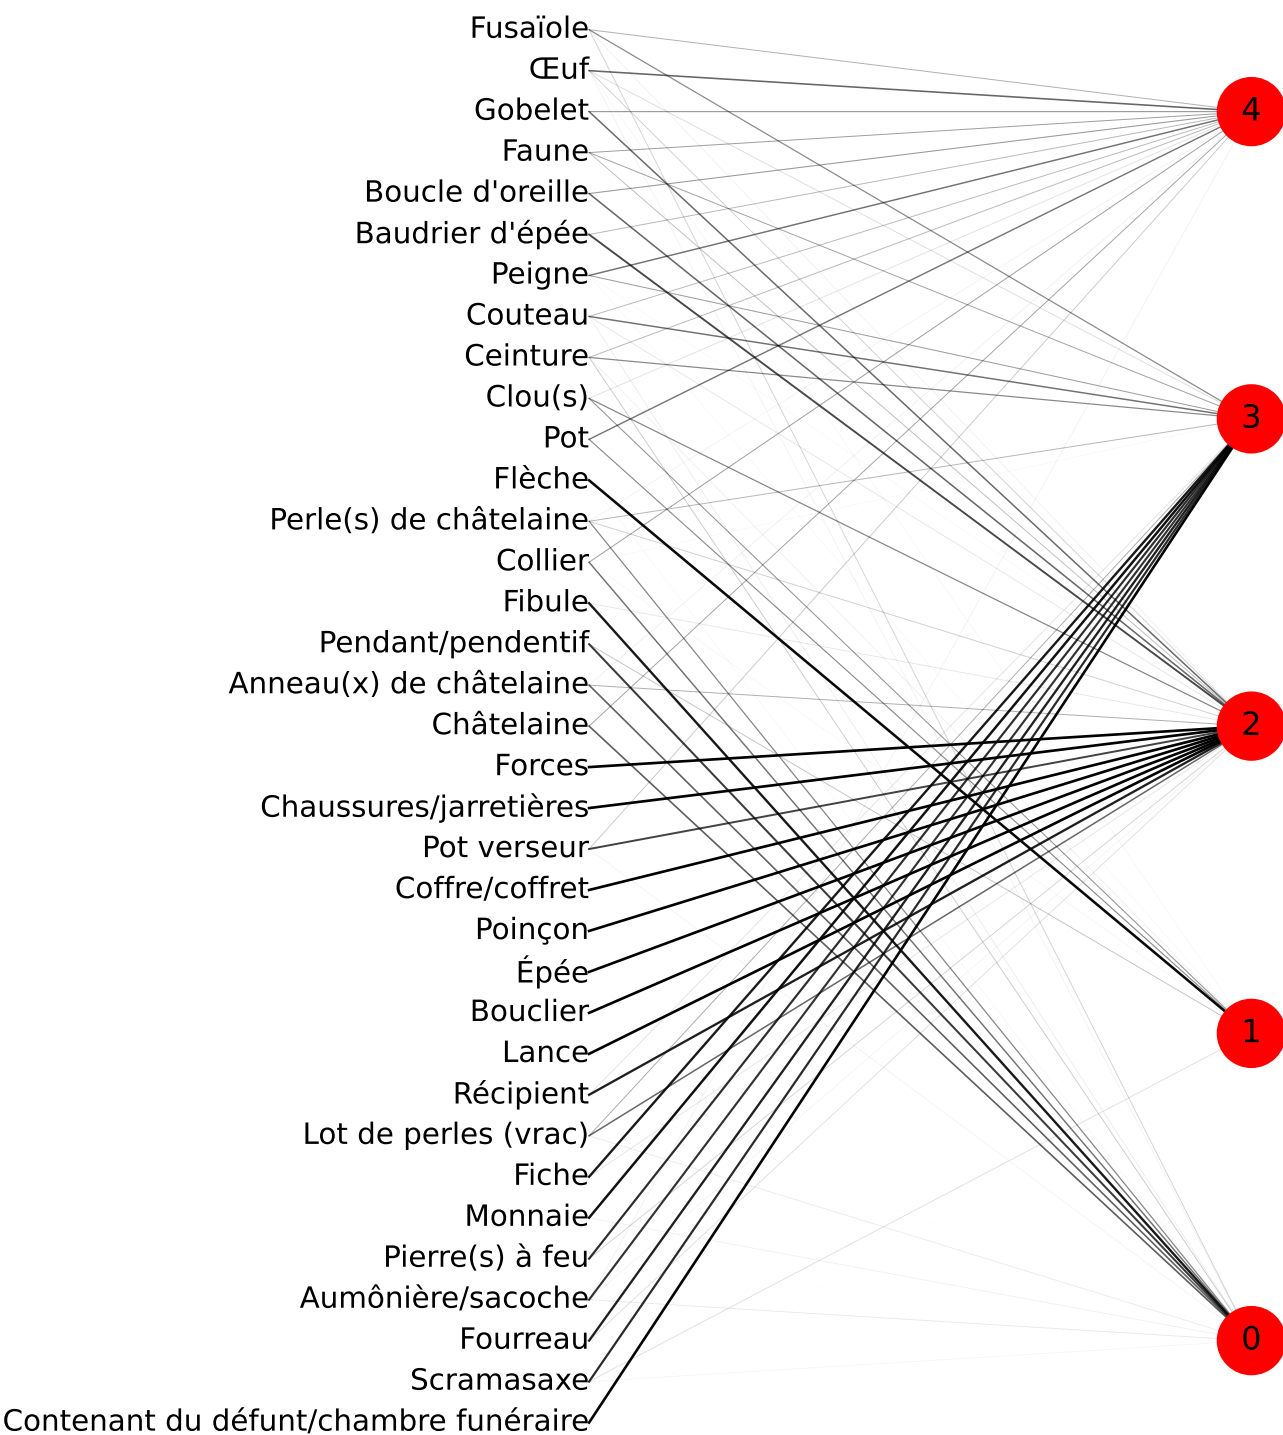 Fusaïole
Œuf
Gobelet
Faune
Boucle d'oreille
Baudrier d'épée
Peigne
Couteau
Ceinture
Clou(s)
Pot
Flèche
Perle(s) de châtelaine
Collier
Fibule
Pendant/pendentif
Anneau(x) de châtelaine
Châtelaine
Forces
Chaussures/jarretières
Pot verseur
Coffre/coffret
Poinçon
Épée
Bouclier
Lance
Récipient
Lot de perles (vrac)
Fiche
Monnaie
Pierre(s) à feu
Aumônière/sacoche
Fourreau
Scramasaxe
Contenant du défunt/chambre funéraire
4
3
2
1
0